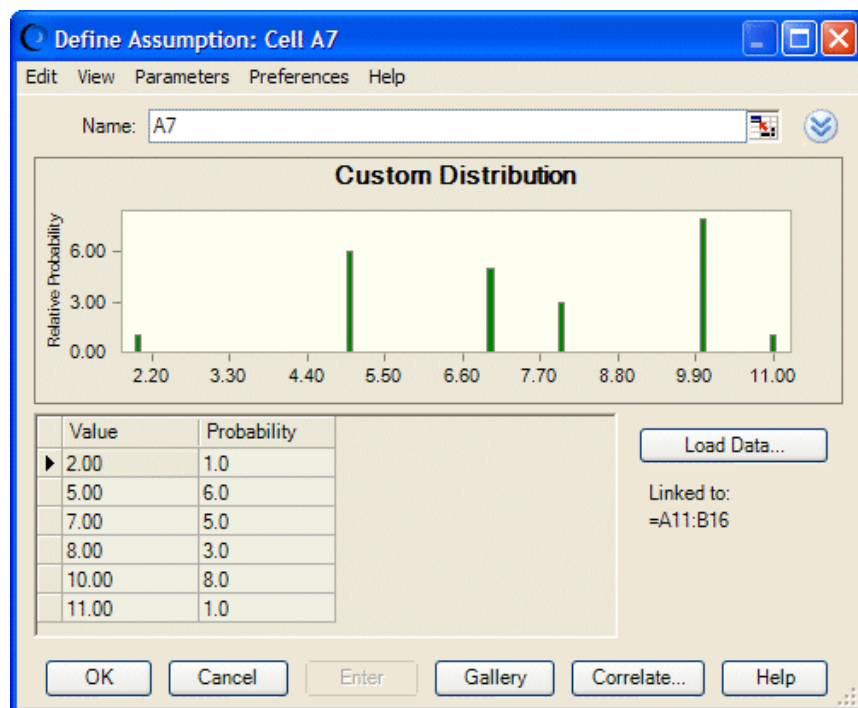 Define Assumption: Cell A7
Edit View Parameters Preferences Help
Name: A7
Custom Distribution
Relative Probability
6.00
3.00
0.00
2.20 3.30 4.40 5.50 6.60 7.70 8.80 9.90 11.00
Value Probability
2.00 1.0
5.00 6.0
7.00 5.0
8.00 3.0
10.00 8.0
11.00 1.0
Load Data...
Linked to:
=A11:B16
OK Cancel Enter Gallery Correlate... Help